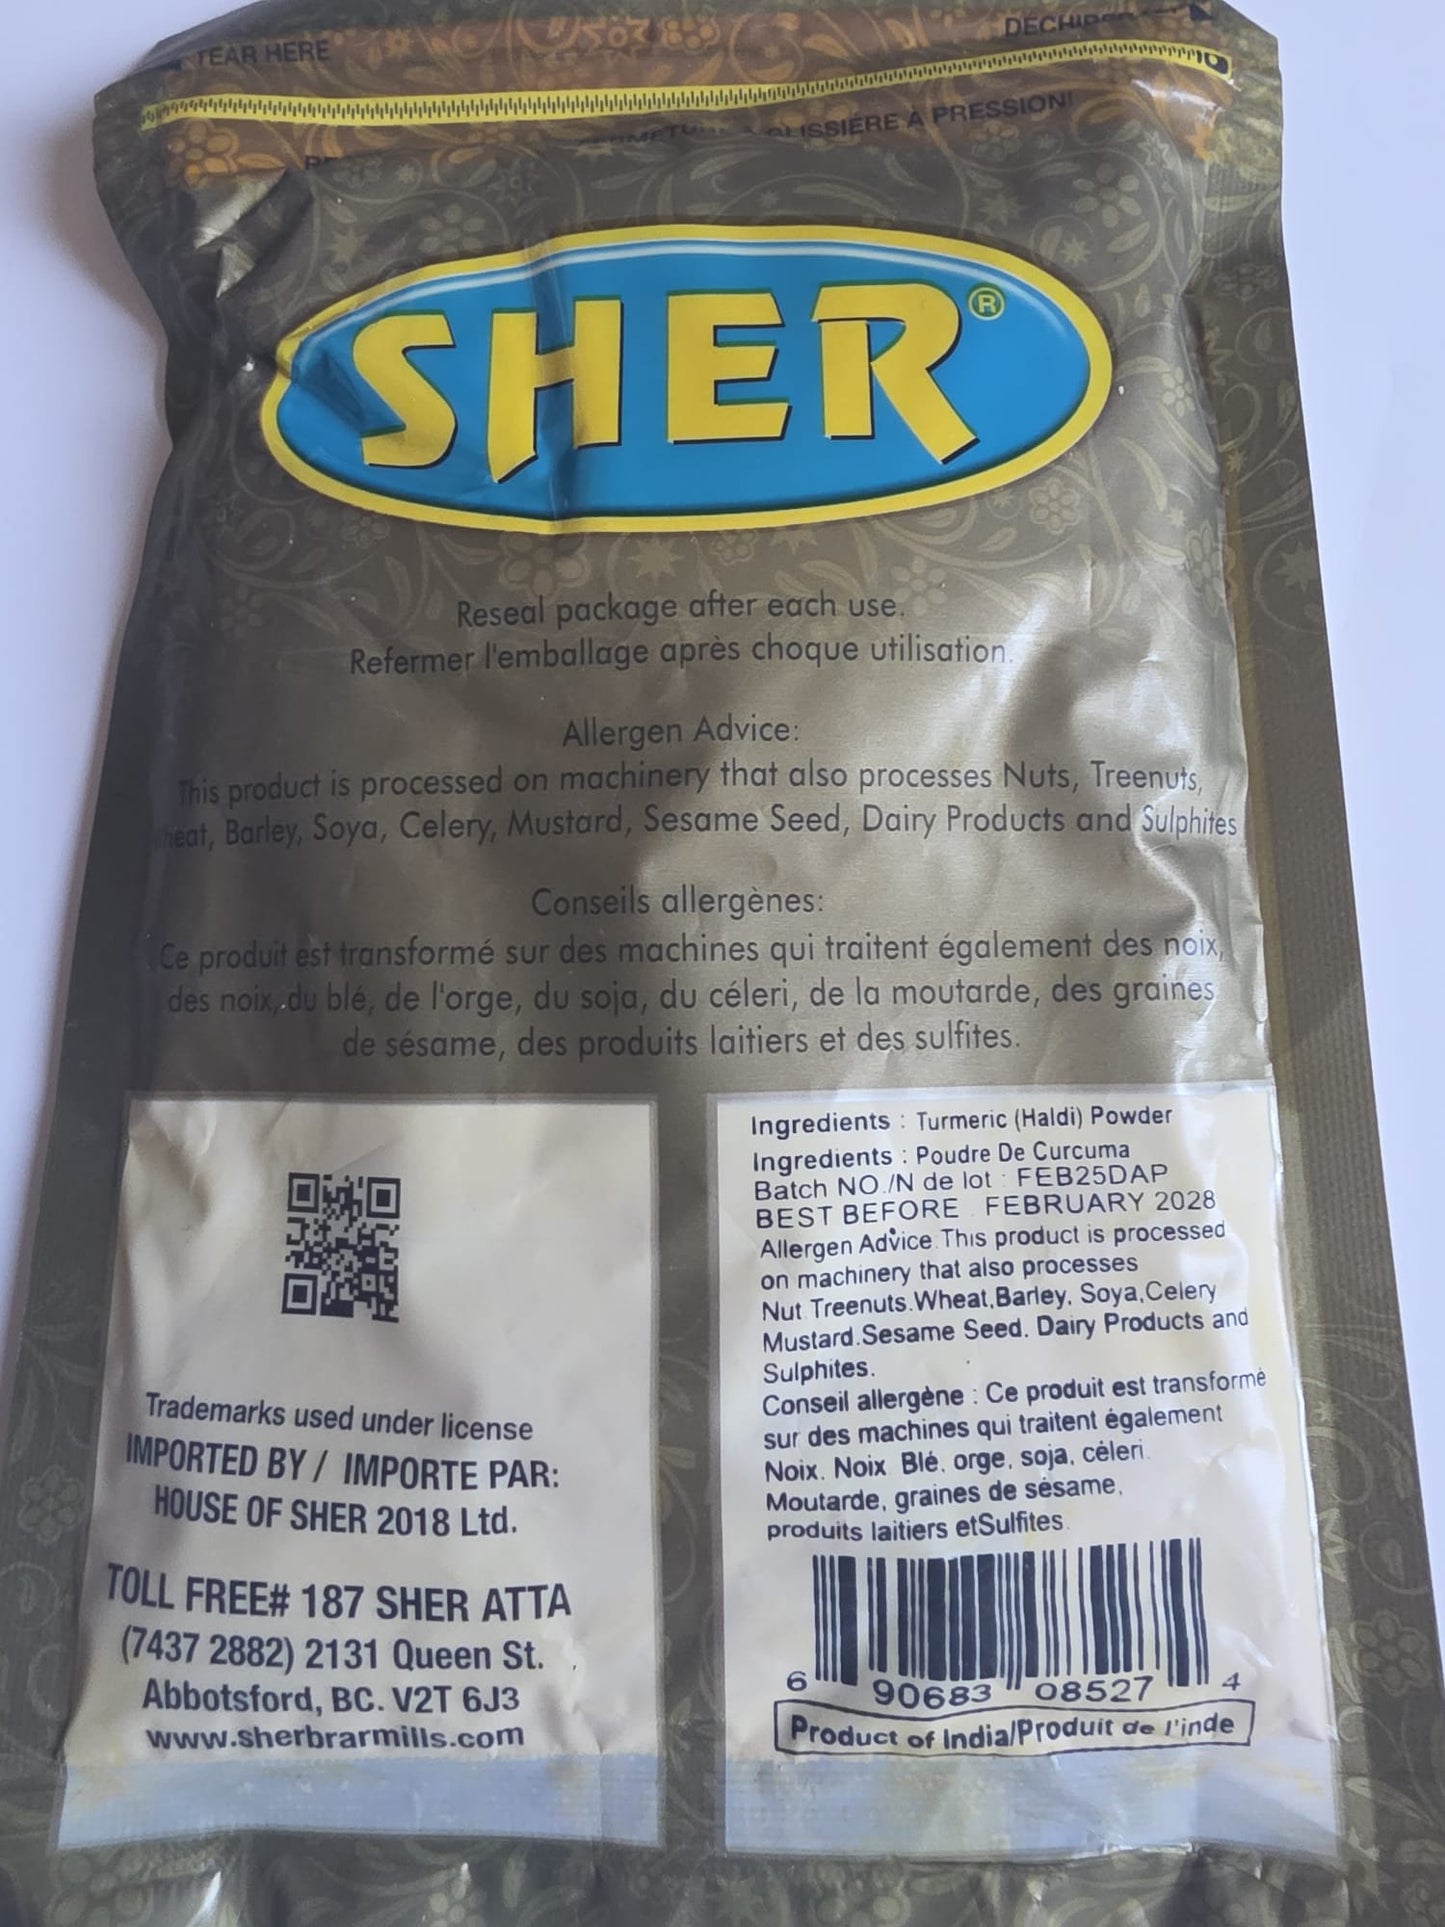 TEAR HERE
LISSIÉRE À PRESSION!
SHER®
Reseal package after each use.
Refermer l'emballage après choque utilisation.
Allergen Advice:
This product is processed on machinery that also processes Nuts, Treenuts,
heat, Barley, Soya, Celery, Mustard, Sesame Seed, Dairy Products and Sulphites
Conseils allergènes:
Ce produit est transformé sur des machines qui traitent également des noix,
des noix, du blé, de l'orge, du soja, du céleri, de la moutarde, des graines
de sésame, des produits laitiers et des sulfites.
Trademarks used under license
IMPORTED BY / IMPORTE PAR:
HOUSE OF SHER 2018 Ltd.
TOLL FREE# 187 SHER ATTA
(7437 2882) 2131 Queen St.
Abbotsford, BC. V2T 6J3
www.sherbrarmills.com
Ingredients : Turmeric (Haldi) Powder
Ingredients : Poudre De Curcuma
Batch NO./N de lot : FEB25DAP
BEST BEFORE . FEBRUARY 2028
Allergen Advice.This product is processed
on machinery that also processes
Nut Treenuts.Wheat,Barley, Soya,Celery
Mustard.Sesame Seed. Dairy Products and
Sulphites.
Conseil allergène : Ce produit est transformé
sur des machines qui traitent également
Noix. Noix Blé, orge, soja, céleri.
Moutarde, graines de sésame,
produits laitiers etSulfites.
6 90683 08527 4
Product of India/Produit de l'inde